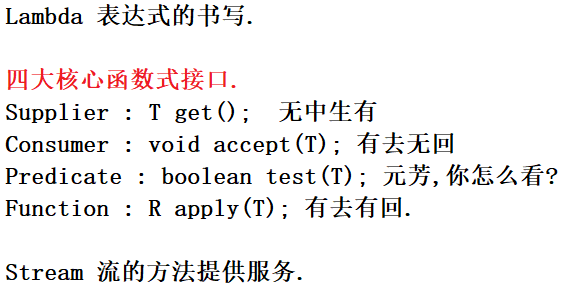 Lambda 表达式的书写.
四大核心函数式接口.
Supplier : T get();  无中生有
Consumer : void accept(T); 有去无回
Predicate : boolean test(T); 元芳,你怎么看?
Function : R apply(T); 有去有回.
Stream 流的方法提供服务.